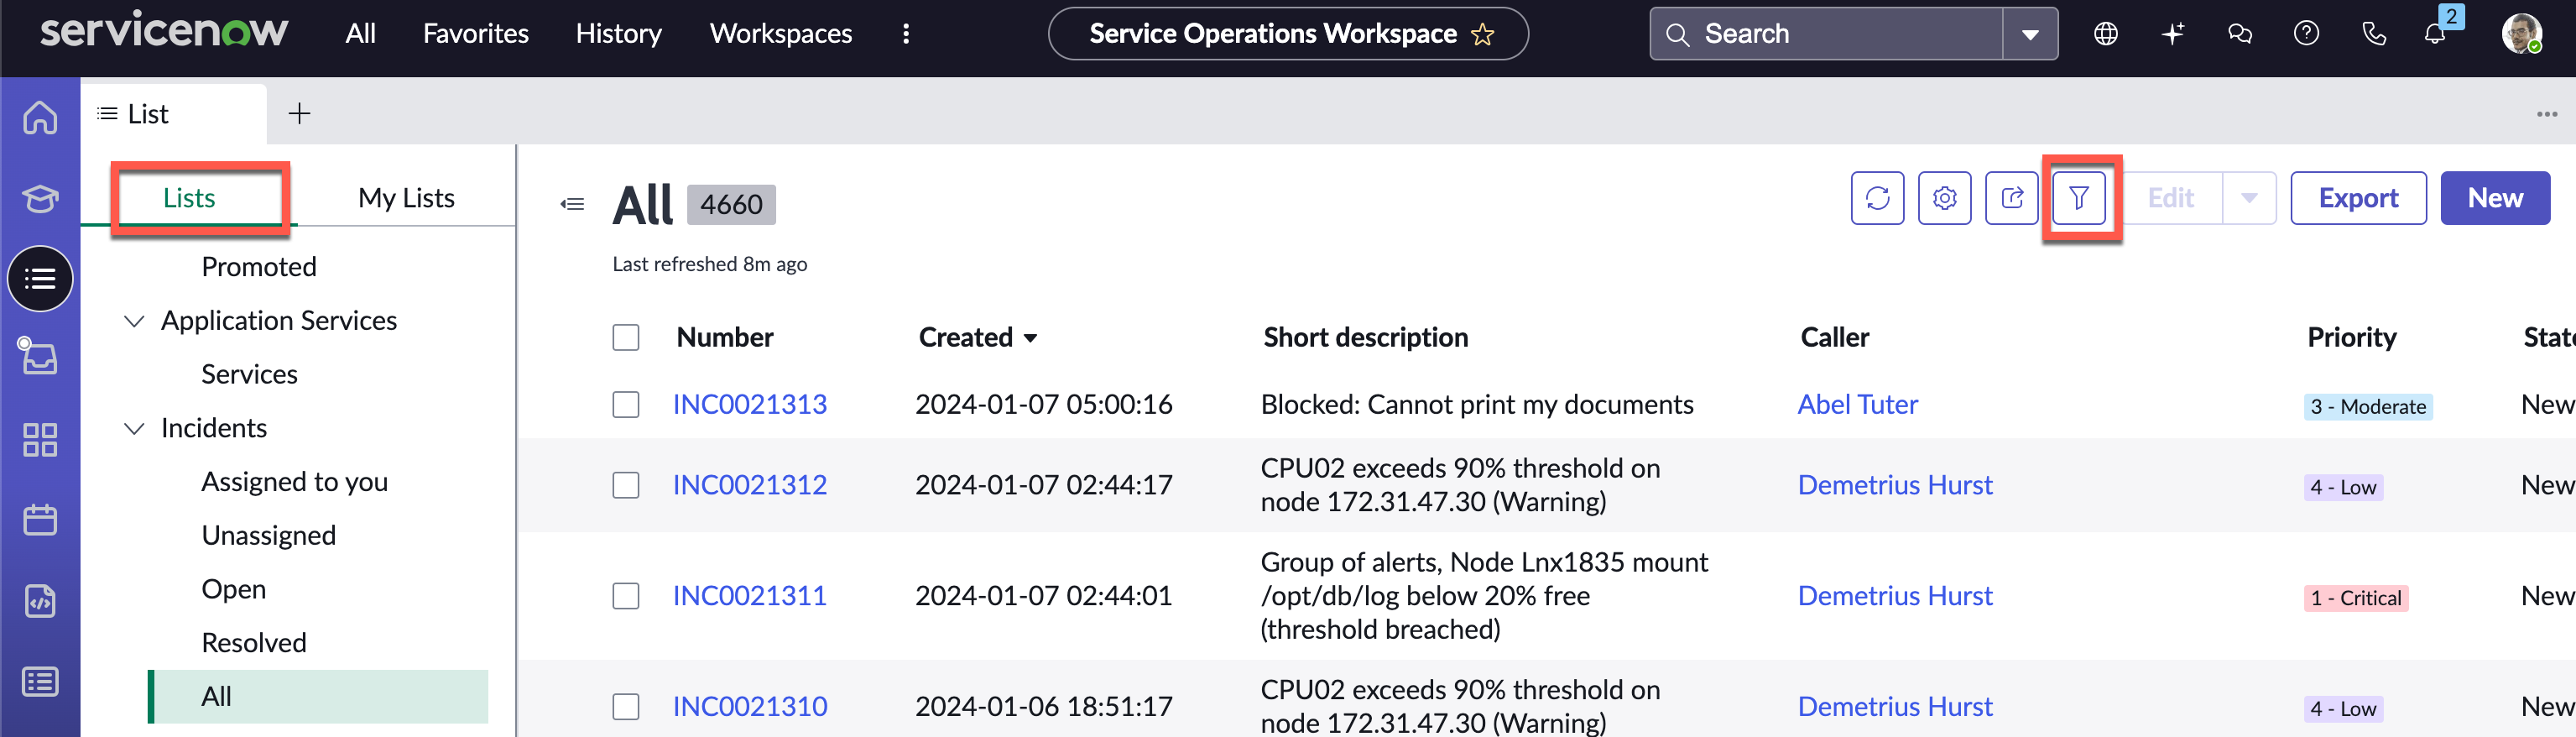 servicenow All Favorites History Workspaces Service Operations Workspace Search 2
List
Lists My Lists
Promoted
Application Services
Services
Incidents
Assigned to you
Unassigned
Open
Resolved
All
All 4660 Edit Export New
Last refreshed 8m ago
Number Created Short description Caller Priority State
INC0021313 2024-01-07 05:00:16 Blocked: Cannot print my documents Abel Tuter 3 - Moderate New
INC0021312 2024-01-07 02:44:17 CPU02 exceeds 90% threshold on
node 172.31.47.30 (Warning) Demetrius Hurst 4 - Low New
INC0021311 2024-01-07 02:44:01 Group of alerts, Node Lnx1835 mount
/opt/db/log below 20% free
(threshold breached) Demetrius Hurst 1 - Critical New
INC0021310 2024-01-06 18:51:17 CPU02 exceeds 90% threshold on
node 172.31.47.30 (Warning) Demetrius Hurst 4 - Low New